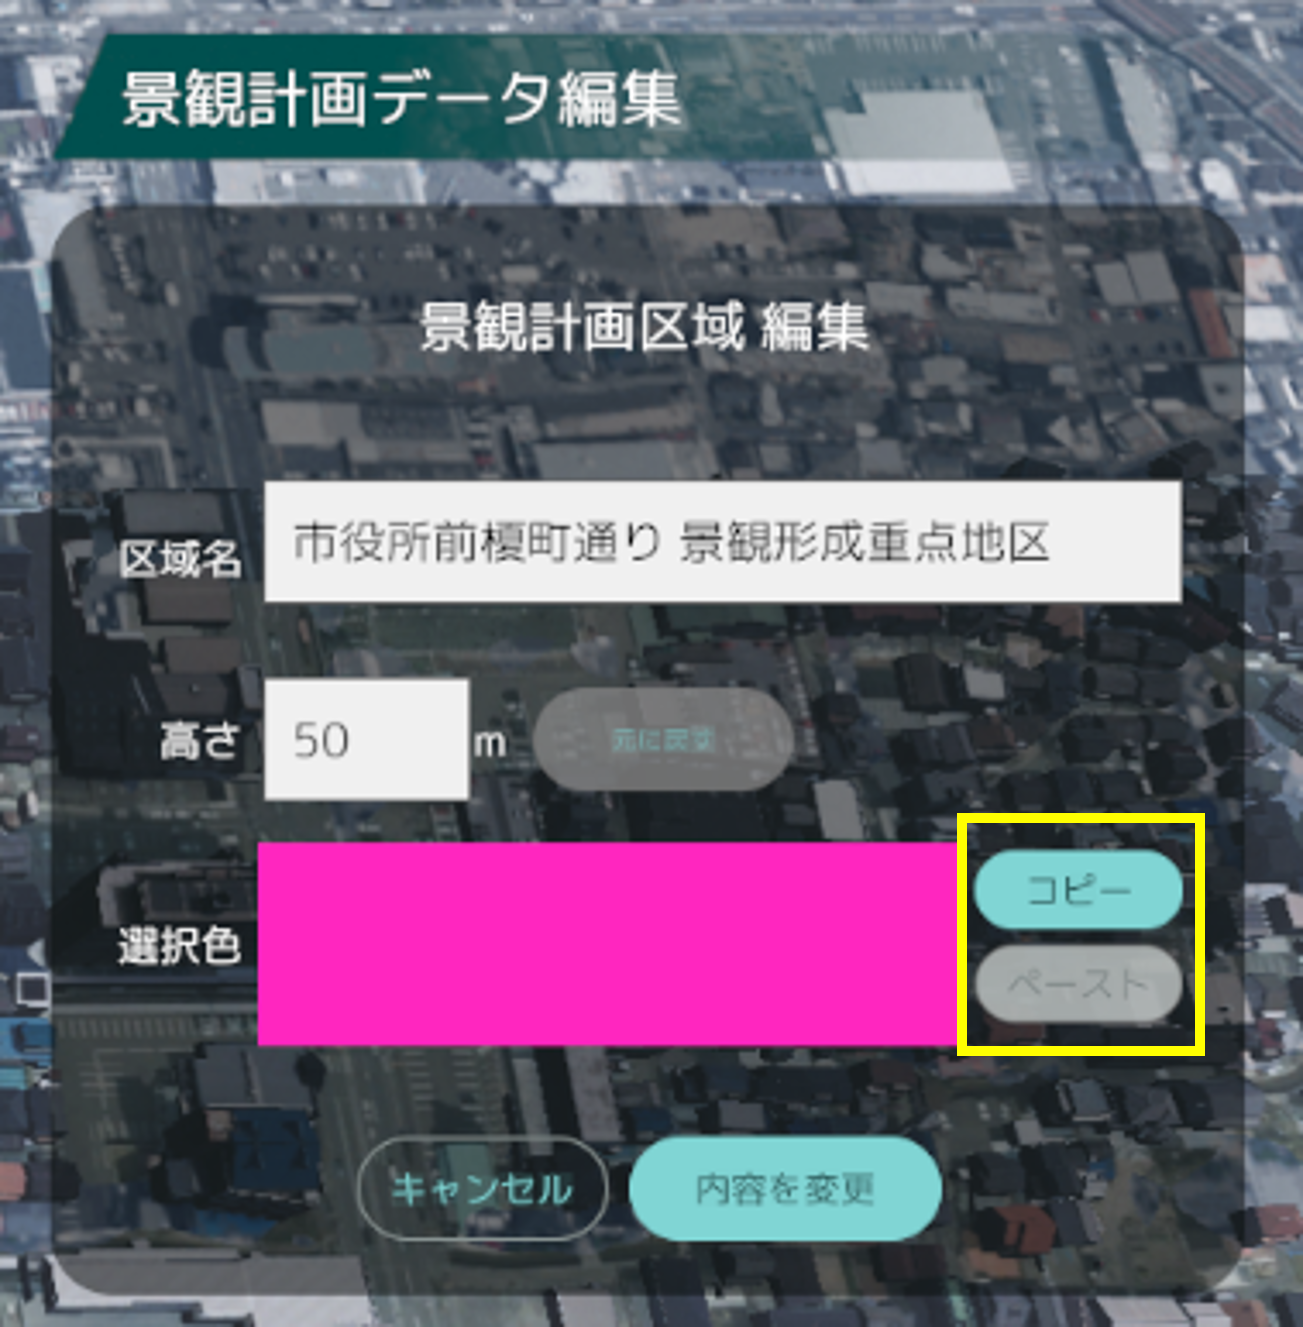 景観計画データ編集
景観計画区域 編集
区域名
市役所前榎町通り 景観形成重点地区
高さ
50
m
元に戻す
選択色
コピー
ペースト
キャンセル
内容を変更